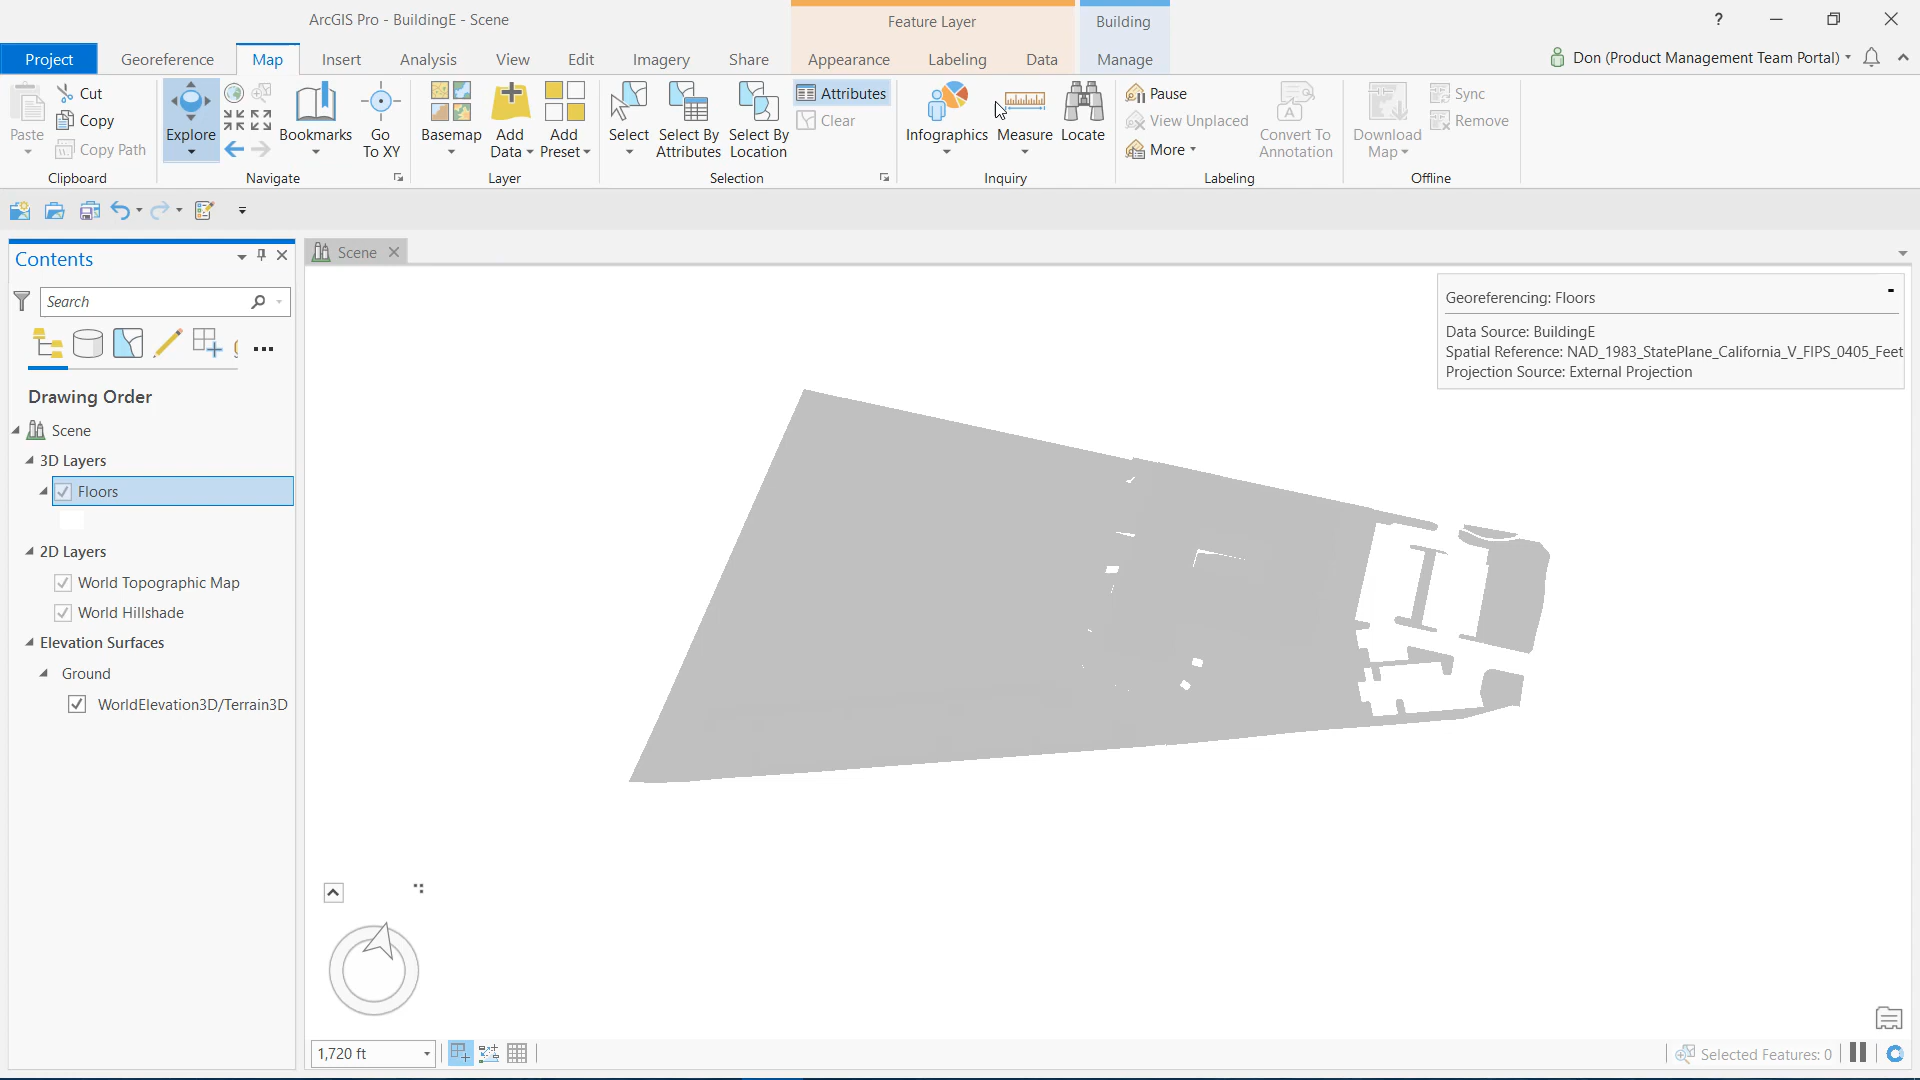 ArcGIS Pro - BuildingE - Scene
Feature Layer
Building
?
Project
Georeference
Map
Insert
Analysis
View
Edit
Imagery
Share
Appearance
Labeling
Data
Manage
Don (Product Management Team Portal)
Paste
Cut
Copy
Copy Path
Clipboard
Explore
Bookmarks
Go
To XY
Navigate
Basemap
Add
Data
Add
Preset
Layer
Select
Select By
Attributes
Select By
Location
Attributes
Clear
Selection
Infographics
Measure
Locate
Inquiry
Pause
View Unplaced
More
A
Convert To
Annotation
Labeling
Download
Map
Sync
Remove
Offline
Contents
Search
Drawing Order
Scene
3D Layers
Floors
2D Layers
World Topographic Map
World Hillshade
Elevation Surfaces
Ground
WorldElevation3D/Terrain3D
Scene
Georeferencing: Floors
Data Source: BuildingE
Spatial Reference: NAD_1983_StatePlane_California_V_FIPS_0405_Feet
Projection Source: External Projection
1,720 ft
Selected Features: 0